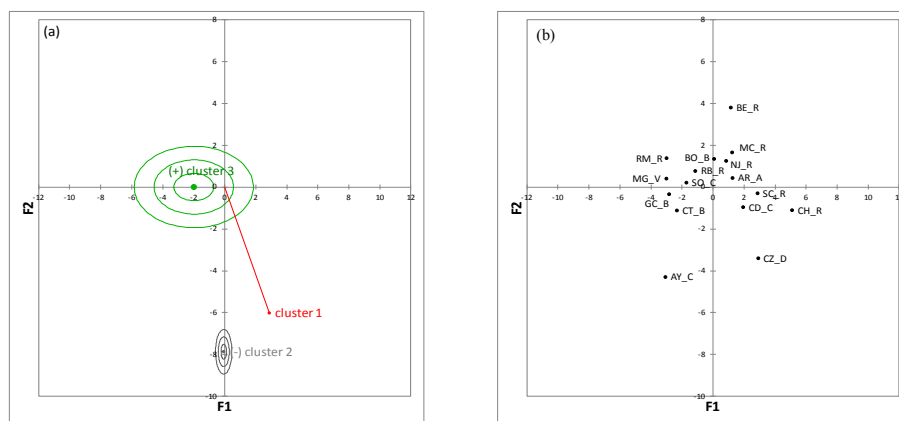 (a)
8
6
4
2
(+) cluster 3
0
-12 -10 -8 -6 -4 -2 0 2 4 6 8 10 12
-2
-4
-6
cluster 1
-8
(-) cluster 2
-10
F2
F1
(b)
8
6
4
BE_R
2
MC_R
BO_B
RM_R
NJ_R
RB_R
MG_V
SO_C
AR_A
0
-12 -10 -8 -6 -4 -2 0 2 4 6 8 10 12
SC_R
GC_B
CT_B
CD_C
CH_R
-2
CZ_D
-4
AY_C
-6
-8
-10
F2
F1